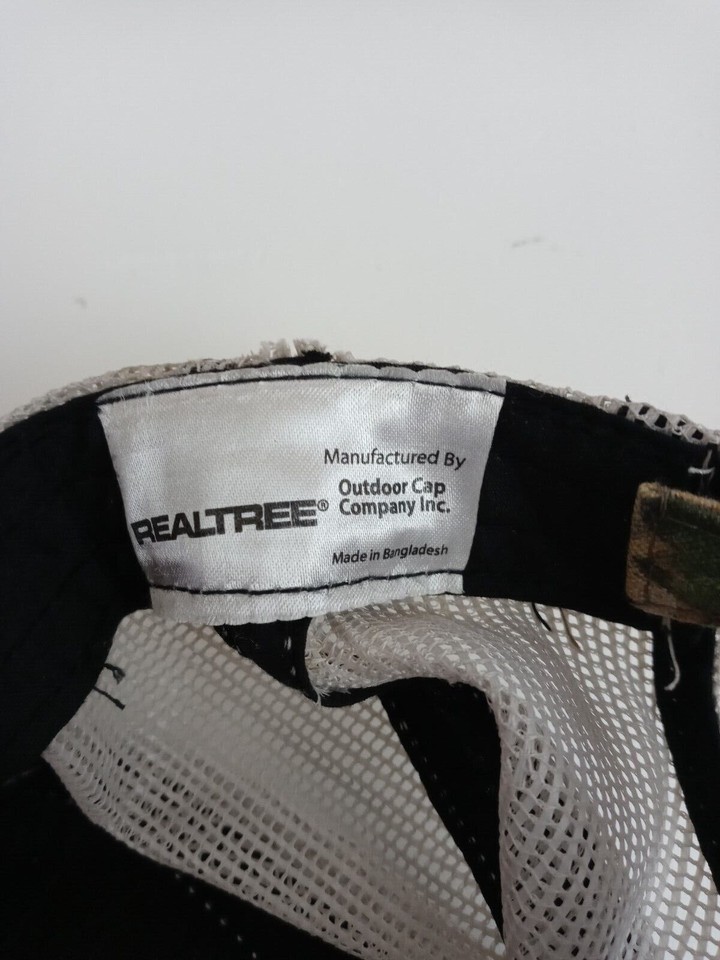 Manufactured By
REALTREE® Outdoor Cap
Company Inc.
Made in Bangladesh